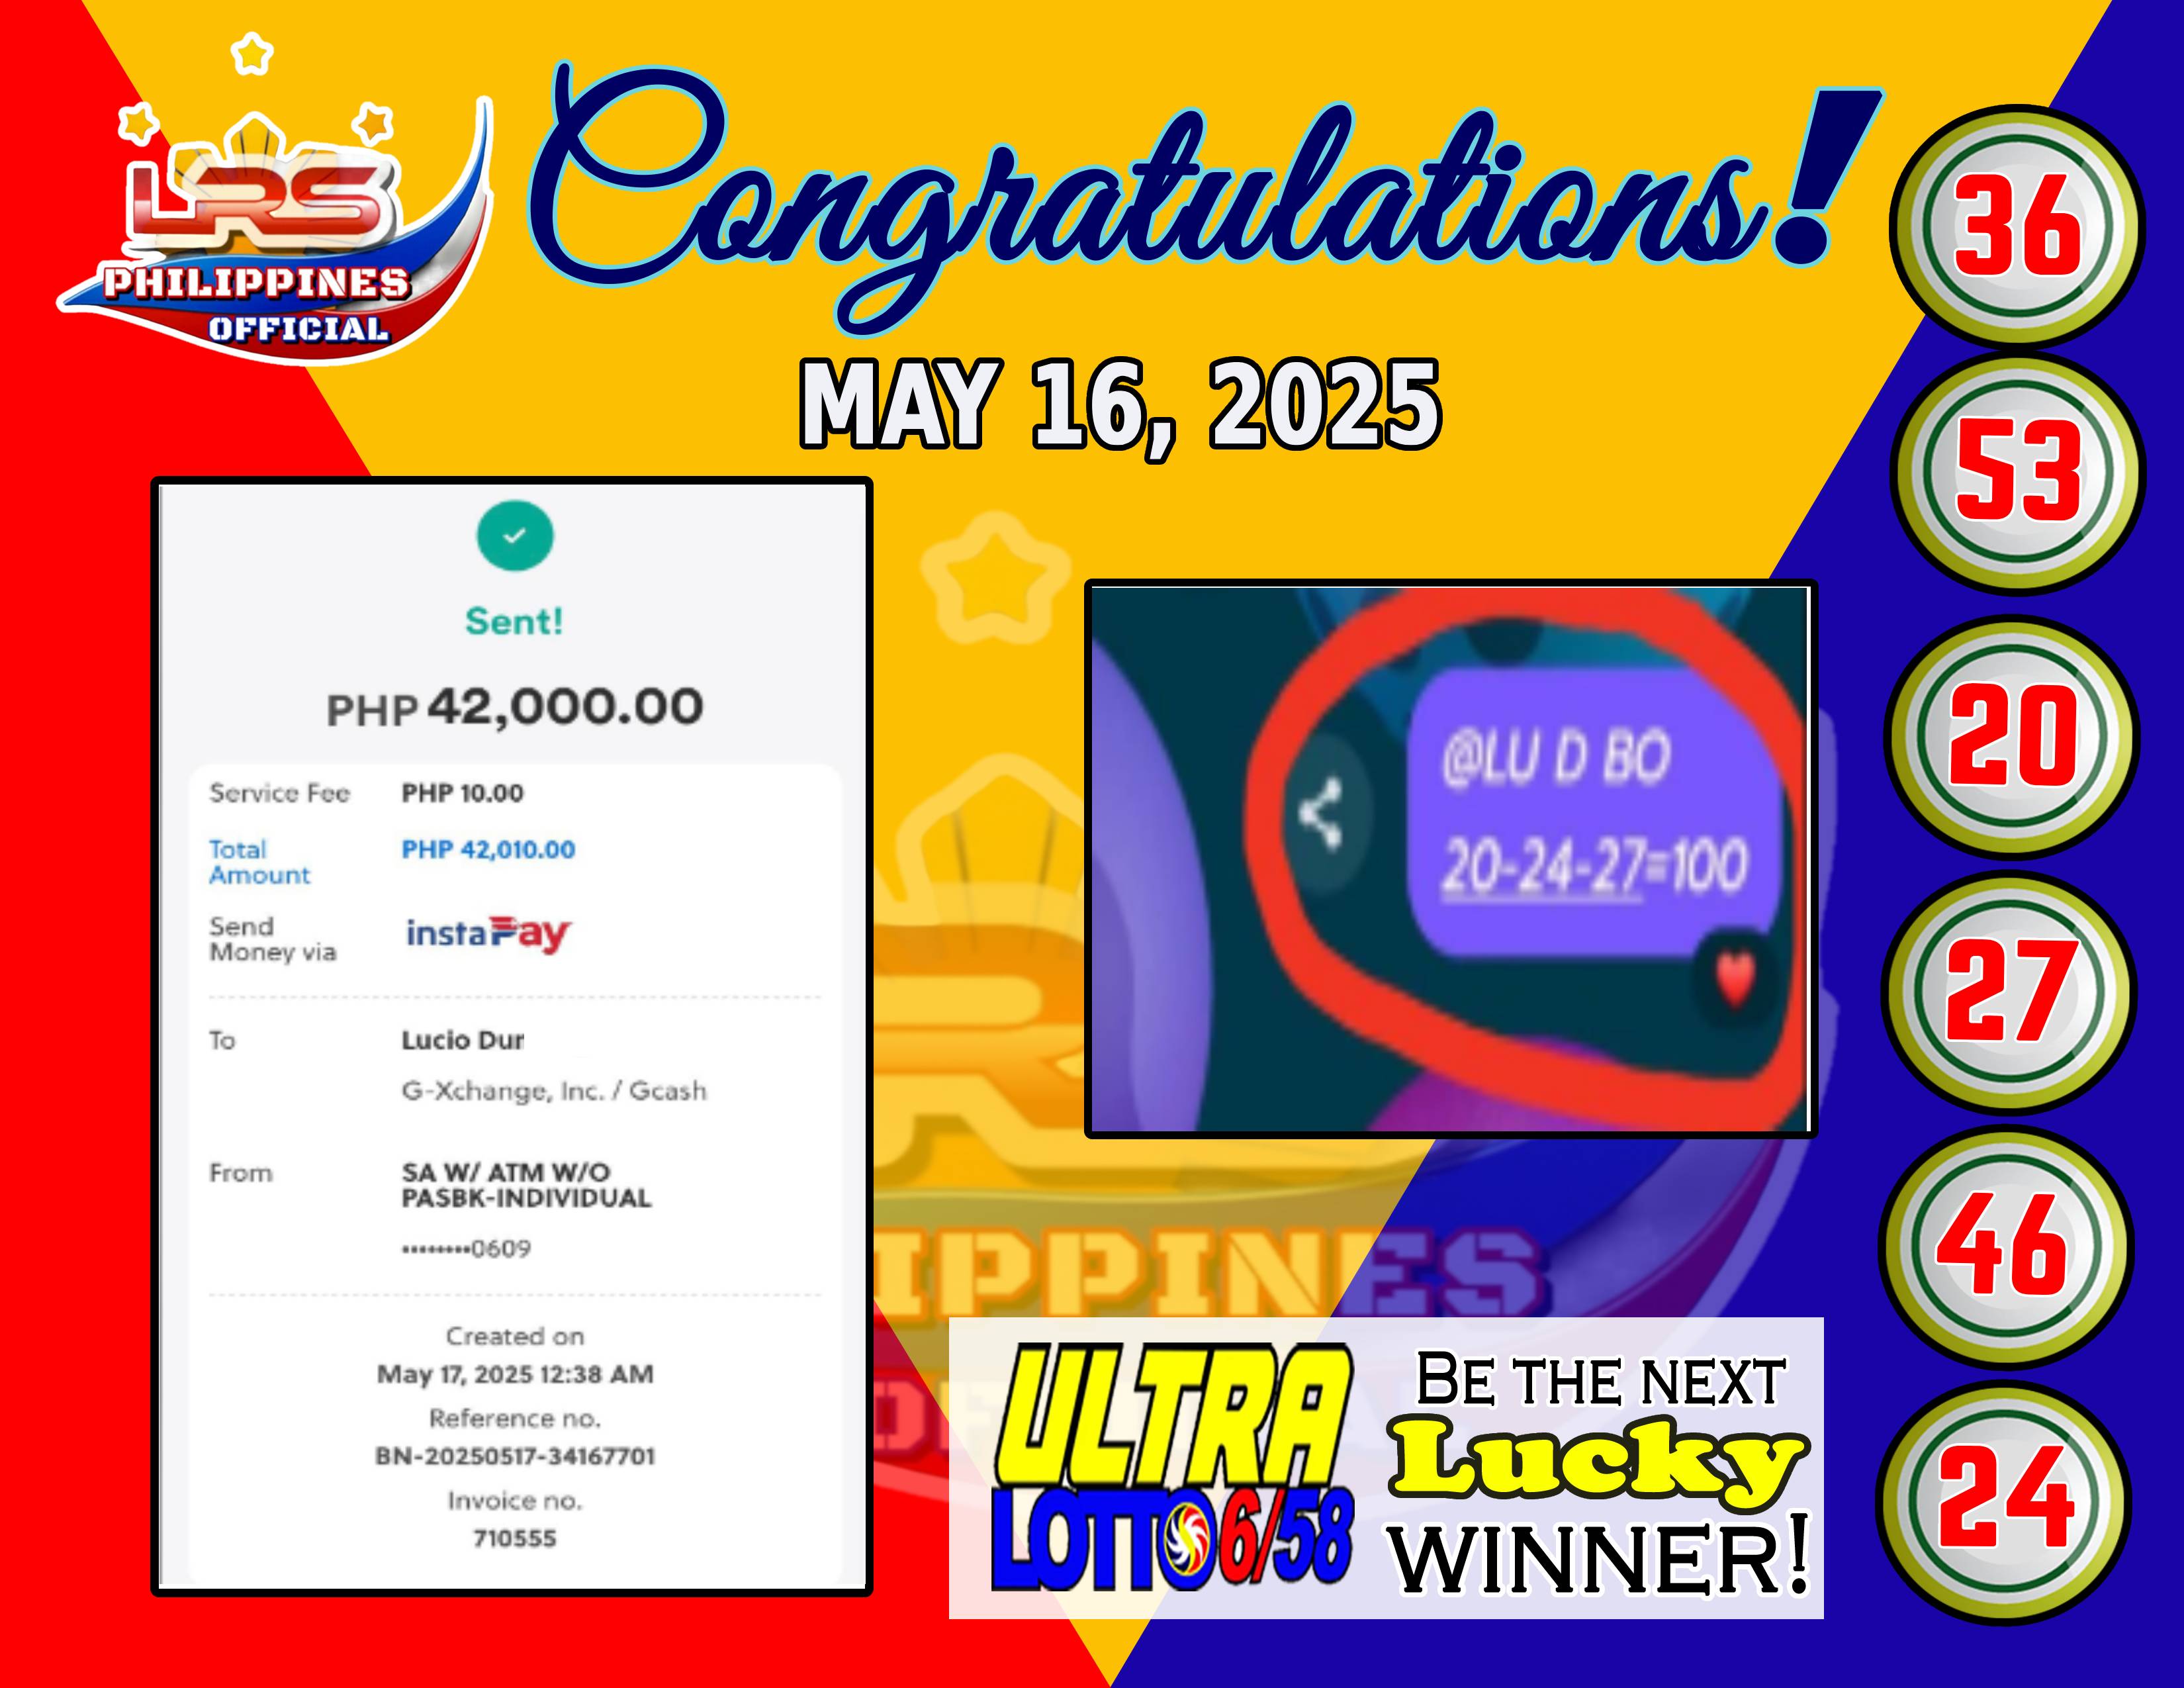 LRS
PHILIPPINES
OFFICIAL
Congratulations!
MAY 16, 2025
Sent!
PHP 42,000.00
Service Fee PHP 10.00
Total Amount PHP 42,010.00
Send Money via instaPay
To Lucio Dur
G-Xchange, Inc. / Gcash
From SA W/ ATM W/O
PASBK-INDIVIDUAL
••••••••0609
Created on
May 17, 2025 12:38 AM
Reference no.
BN-20250517-34167701
Invoice no.
710555
@LU D BO
20-24-27=100
IPPINES
ULTRA
LOTTO 6/58
BE THE NEXT
Lucky
WINNER!
36
53
20
27
46
24